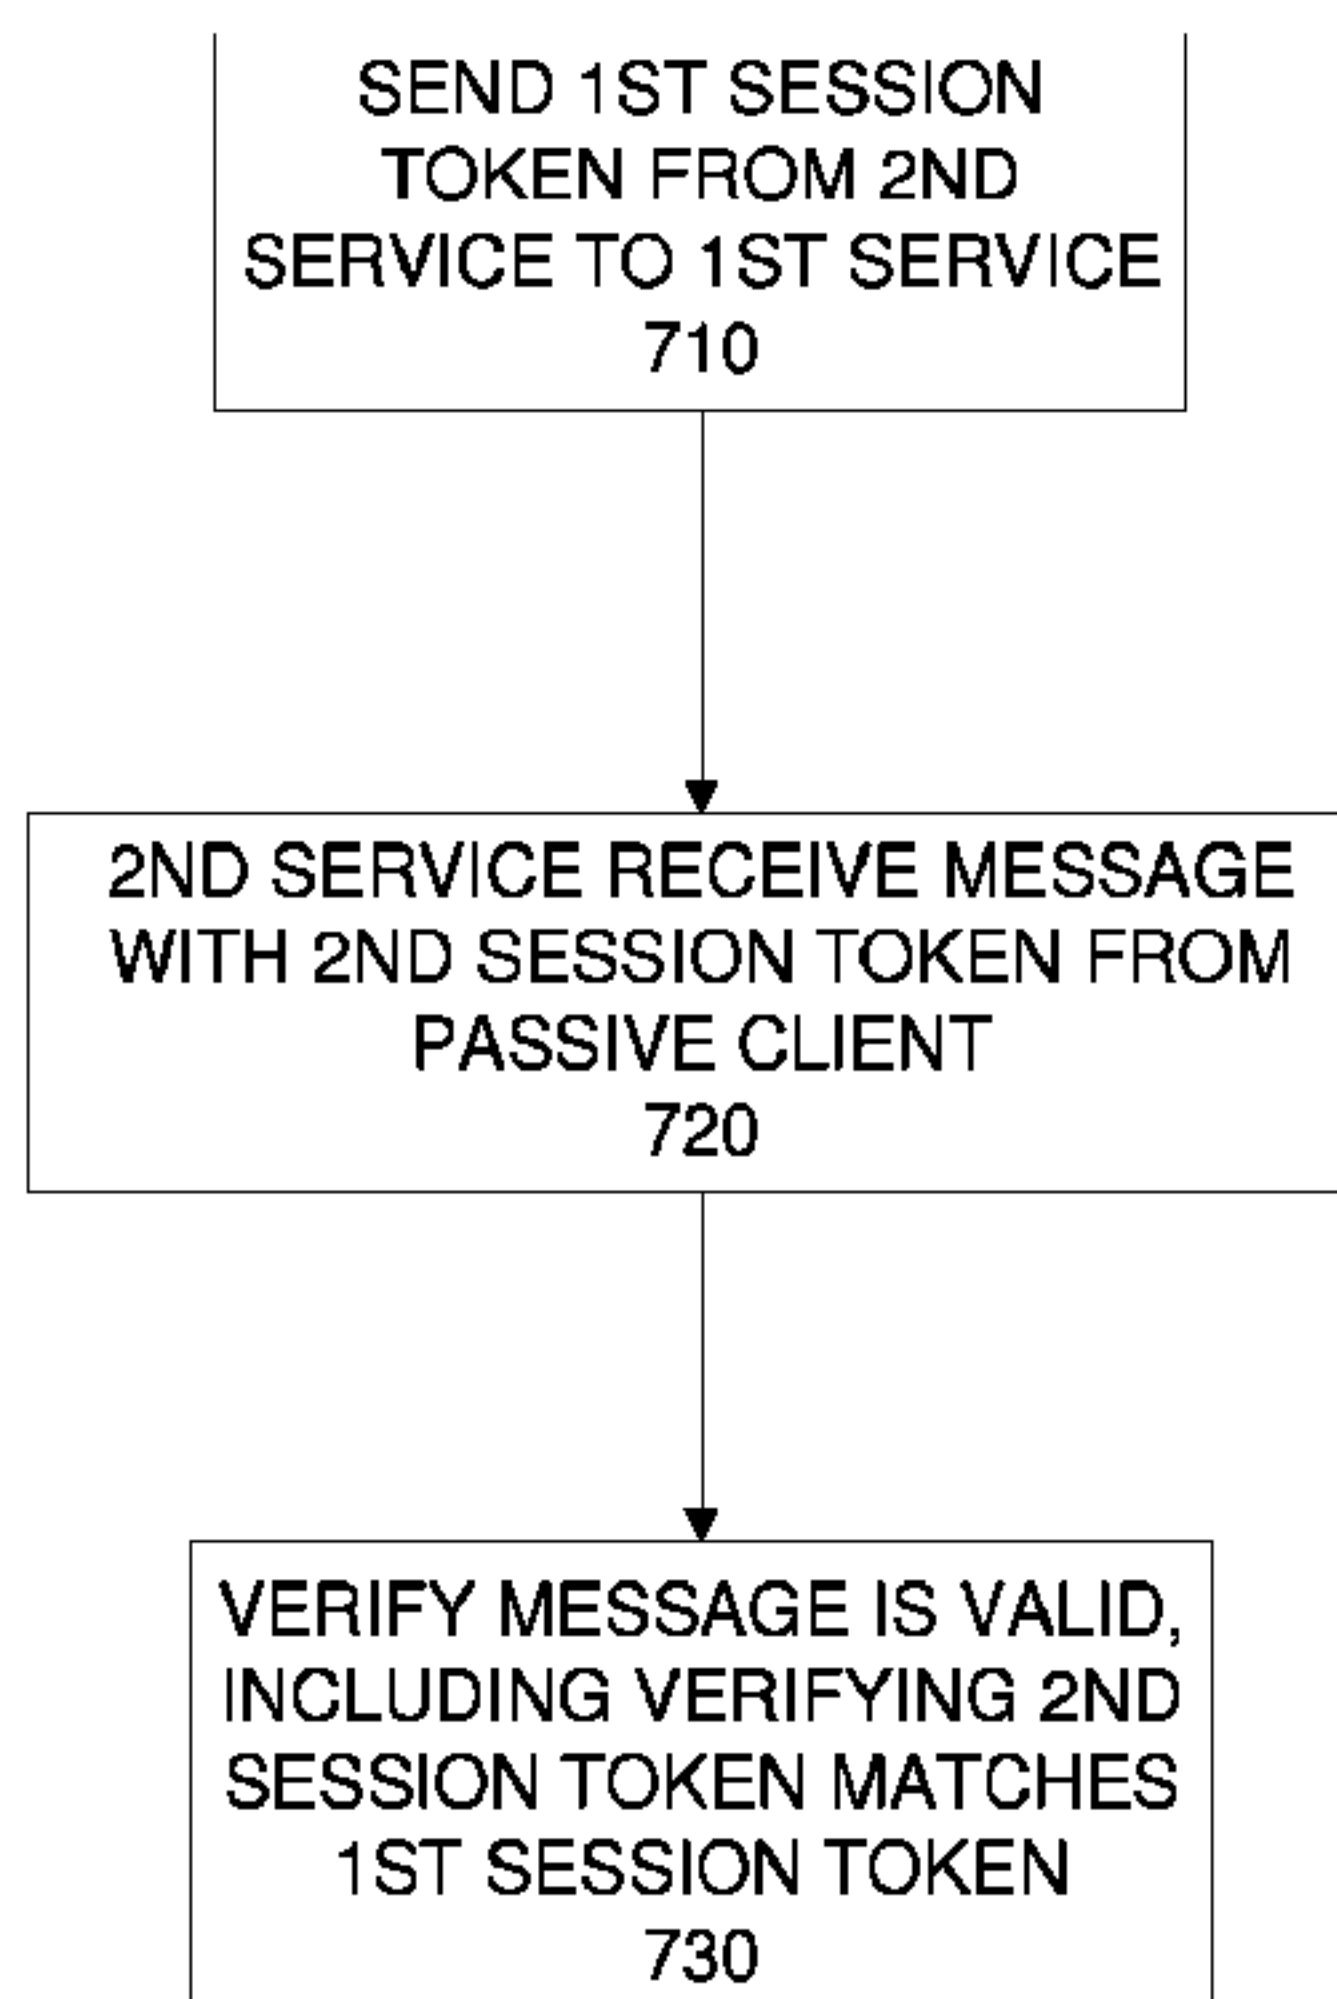 SEND 1ST SESSION
TOKEN FROM 2ND
SERVICE TO 1ST SERVICE
710
2ND SERVICE RECEIVE MESSAGE
WITH 2ND SESSION TOKEN FROM
PASSIVE CLIENT
720
VERIFY MESSAGE IS VALID,
INCLUDING VERIFYING 2ND
SESSION TOKEN MATCHES
1ST SESSION TOKEN
730